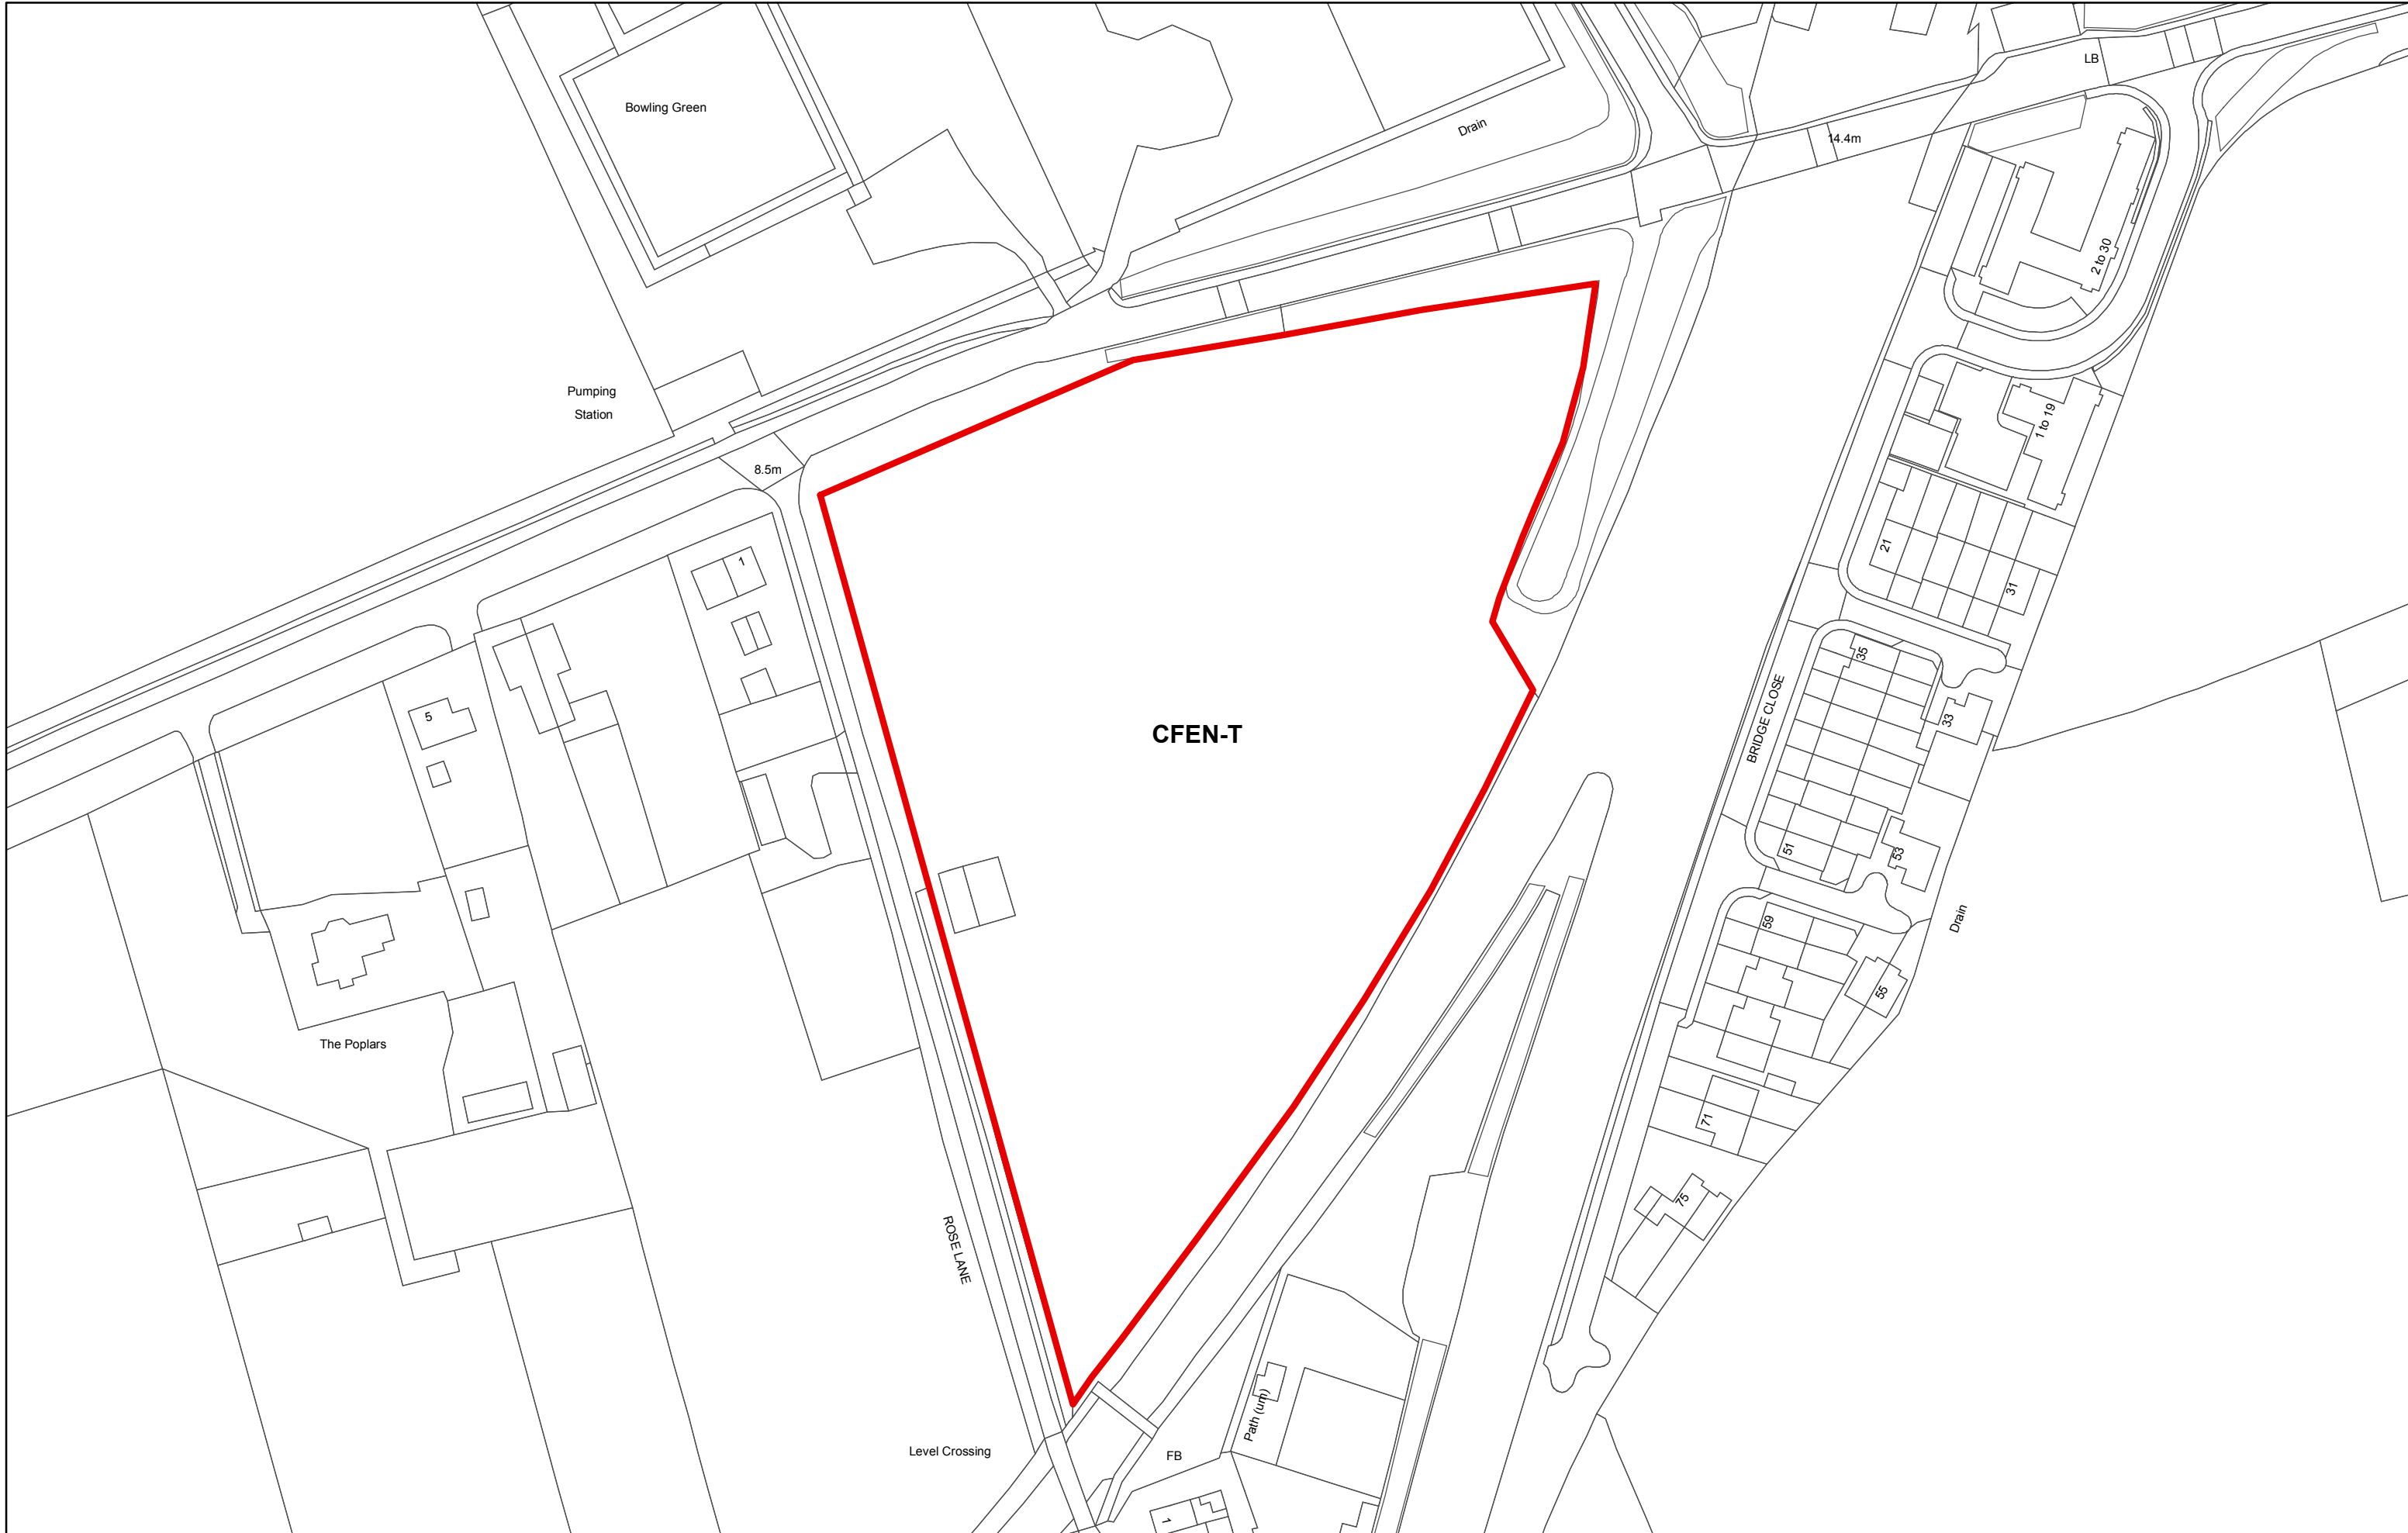 LB
Bowling Green
Drain
14.4m
2 to 30
Pumping
Station
1 to 19
8.5m
21
1
31
35
5
33
BRIDGE CLOSE
CFEN-T
51
53
59
Drain
55
The Poplars
71
75
ROSE LANE
Path (um)
Level Crossing
FB
1